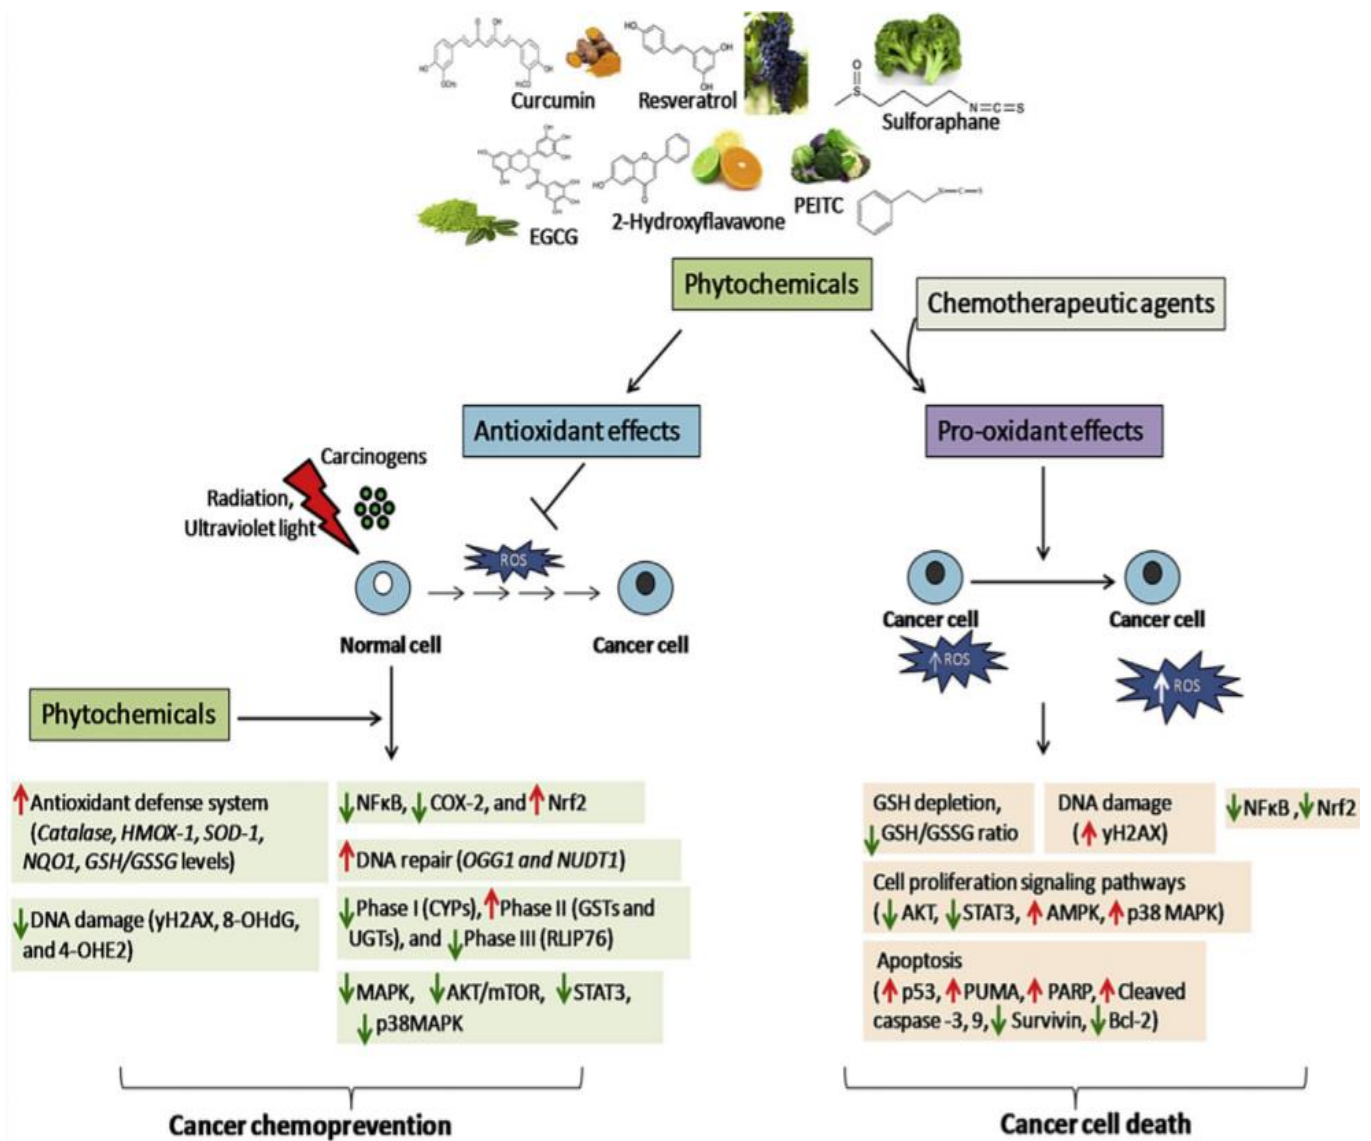 Curcumin
Resveratrol
Sulforaphane
EGCG
2-Hydroxyflavavone
PEITC
Phytochemicals
Chemotherapeutic agents
Antioxidant effects
Pro-oxidant effects
Carcinogens
Radiation,
Ultraviolet light
ROS
Normal cell
Cancer cell
Cancer cell
Cancer cell
↑ROS
↑ROS
Phytochemicals
↑Antioxidant defense system
(Catalase, HMOX-1, SOD-1,
NQO1, GSH/GSSG levels)
↓DNA damage (yH2AX, 8-OHdG,
and 4-OHE2)
↓NFκB, ↓COX-2, and ↑Nrf2
↑DNA repair (OGG1 and NUDT1)
↓Phase I (CYPs), ↑Phase II (GSTs and
UGTs), and ↓Phase III (RLIP76)
↓MAPK, ↓AKT/mTOR, ↓STAT3,
↓p38MAPK
GSH depletion,
↓GSH/GSSG ratio
DNA damage
(↑ yH2AX)
↓NFκB ,↓Nrf2
Cell proliferation signaling pathways
(↓AKT, ↓STAT3, ↑AMPK, ↑p38 MAPK)
Apoptosis
(↑p53, ↑PUMA, ↑PARP, ↑Cleaved
caspase -3, 9, ↓ Survivin, ↓Bcl-2)
Cancer chemoprevention
Cancer cell death